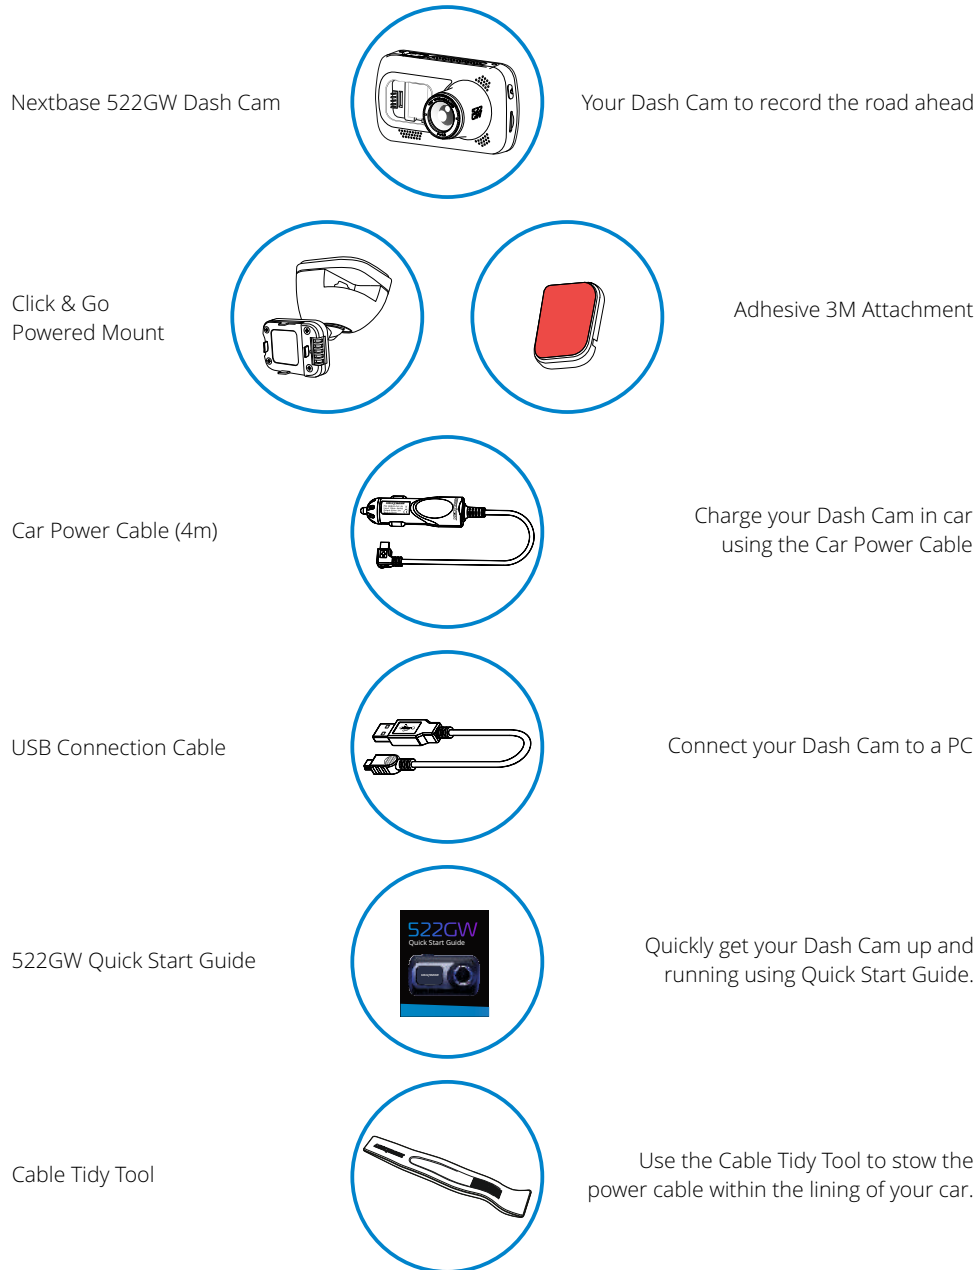 Nextbase 522GW Dash Cam
Your Dash Cam to record the road ahead
Click & Go
Powered Mount
Adhesive 3M Attachment
Car Power Cable (4m)
Charge your Dash Cam in car
using the Car Power Cable
USB Connection Cable
Connect your Dash Cam to a PC
522GW Quick Start Guide
522GW
Quick Start Guide
Quickly get your Dash Cam up and
running using Quick Start Guide.
Cable Tidy Tool
Use the Cable Tidy Tool to stow the
power cable within the lining of your car.